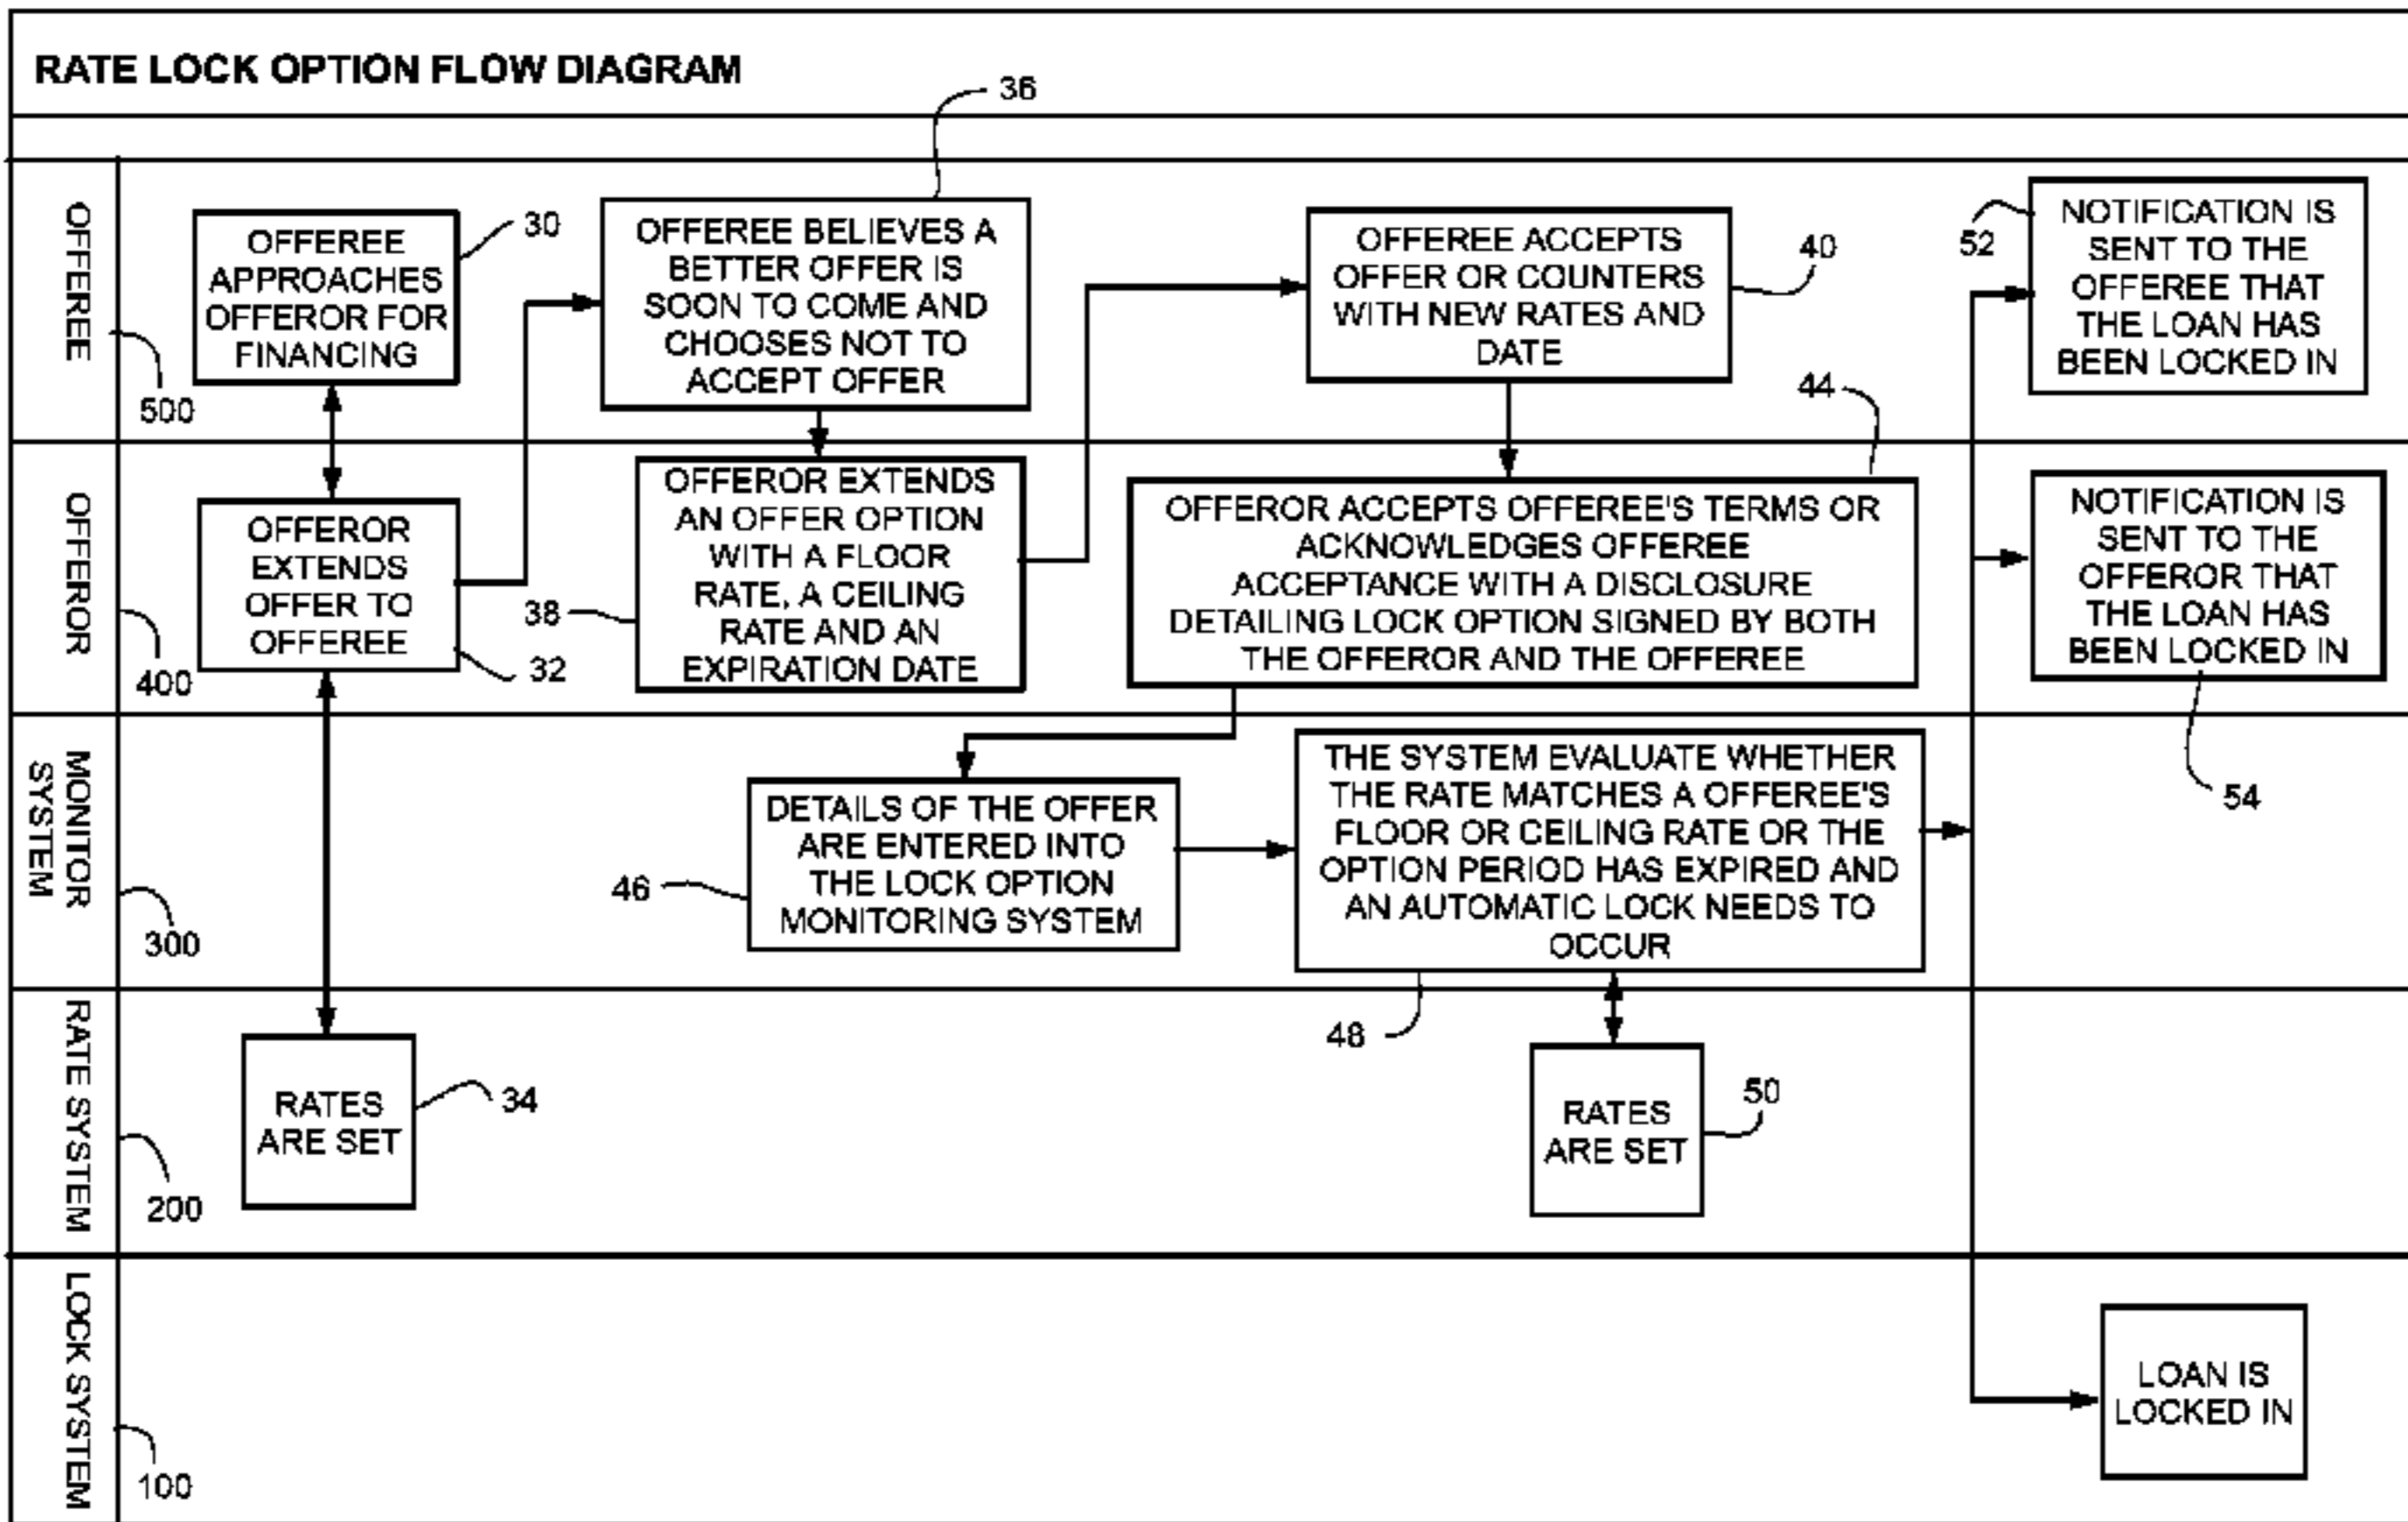 RATE LOCK OPTION FLOW DIAGRAM
36
OFFEREE
500
OFFEREE
APPROACHES
OFFEROR FOR
FINANCING
30
OFFEREE BELIEVES A
BETTER OFFER IS
SOON TO COME AND
CHOOSES NOT TO
ACCEPT OFFER
OFFEREE ACCEPTS
OFFER OR COUNTERS
WITH NEW RATES AND
DATE
40
52
NOTIFICATION IS
SENT TO THE
OFFEREE THAT
THE LOAN HAS
BEEN LOCKED IN
44
OFFEROR
400
OFFEROR
EXTENDS
OFFER TO
OFFEREE
32
38
OFFEROR EXTENDS
AN OFFER OPTION
WITH A FLOOR
RATE, A CEILING
RATE AND AN
EXPIRATION DATE
OFFEROR ACCEPTS OFFEREE'S TERMS OR
ACKNOWLEDGES OFFEREE
ACCEPTANCE WITH A DISCLOSURE
DETAILING LOCK OPTION SIGNED BY BOTH
THE OFFEROR AND THE OFFEREE
NOTIFICATION IS
SENT TO THE
OFFEROR THAT
THE LOAN HAS
BEEN LOCKED IN
54
MONITOR
SYSTEM
300
46
DETAILS OF THE OFFER
ARE ENTERED INTO
THE LOCK OPTION
MONITORING SYSTEM
THE SYSTEM EVALUATE WHETHER
THE RATE MATCHES A OFFEREE'S
FLOOR OR CEILING RATE OR THE
OPTION PERIOD HAS EXPIRED AND
AN AUTOMATIC LOCK NEEDS TO
OCCUR
48
RATE SYSTEM
200
RATES
ARE SET
34
RATES
ARE SET
50
LOCK SYSTEM
100
LOAN IS
LOCKED IN